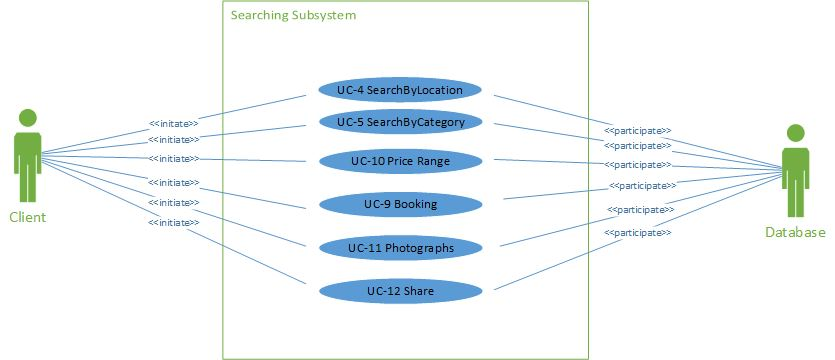 Searching Subsystem
UC-4 SearchByLocation
UC-5 SearchByCategory
UC-10 Price Range
UC-9 Booking
UC-11 Photographs
UC-12 Share
<<initate>>
<<initiate>>
<<initiate>>
<<initiate>>
<<initiate>>
<<initiate>>
<<participate>>
<<participate>>
<<participate>>
<<participate>>
<<participate>>
<<participate>>
Client
Database